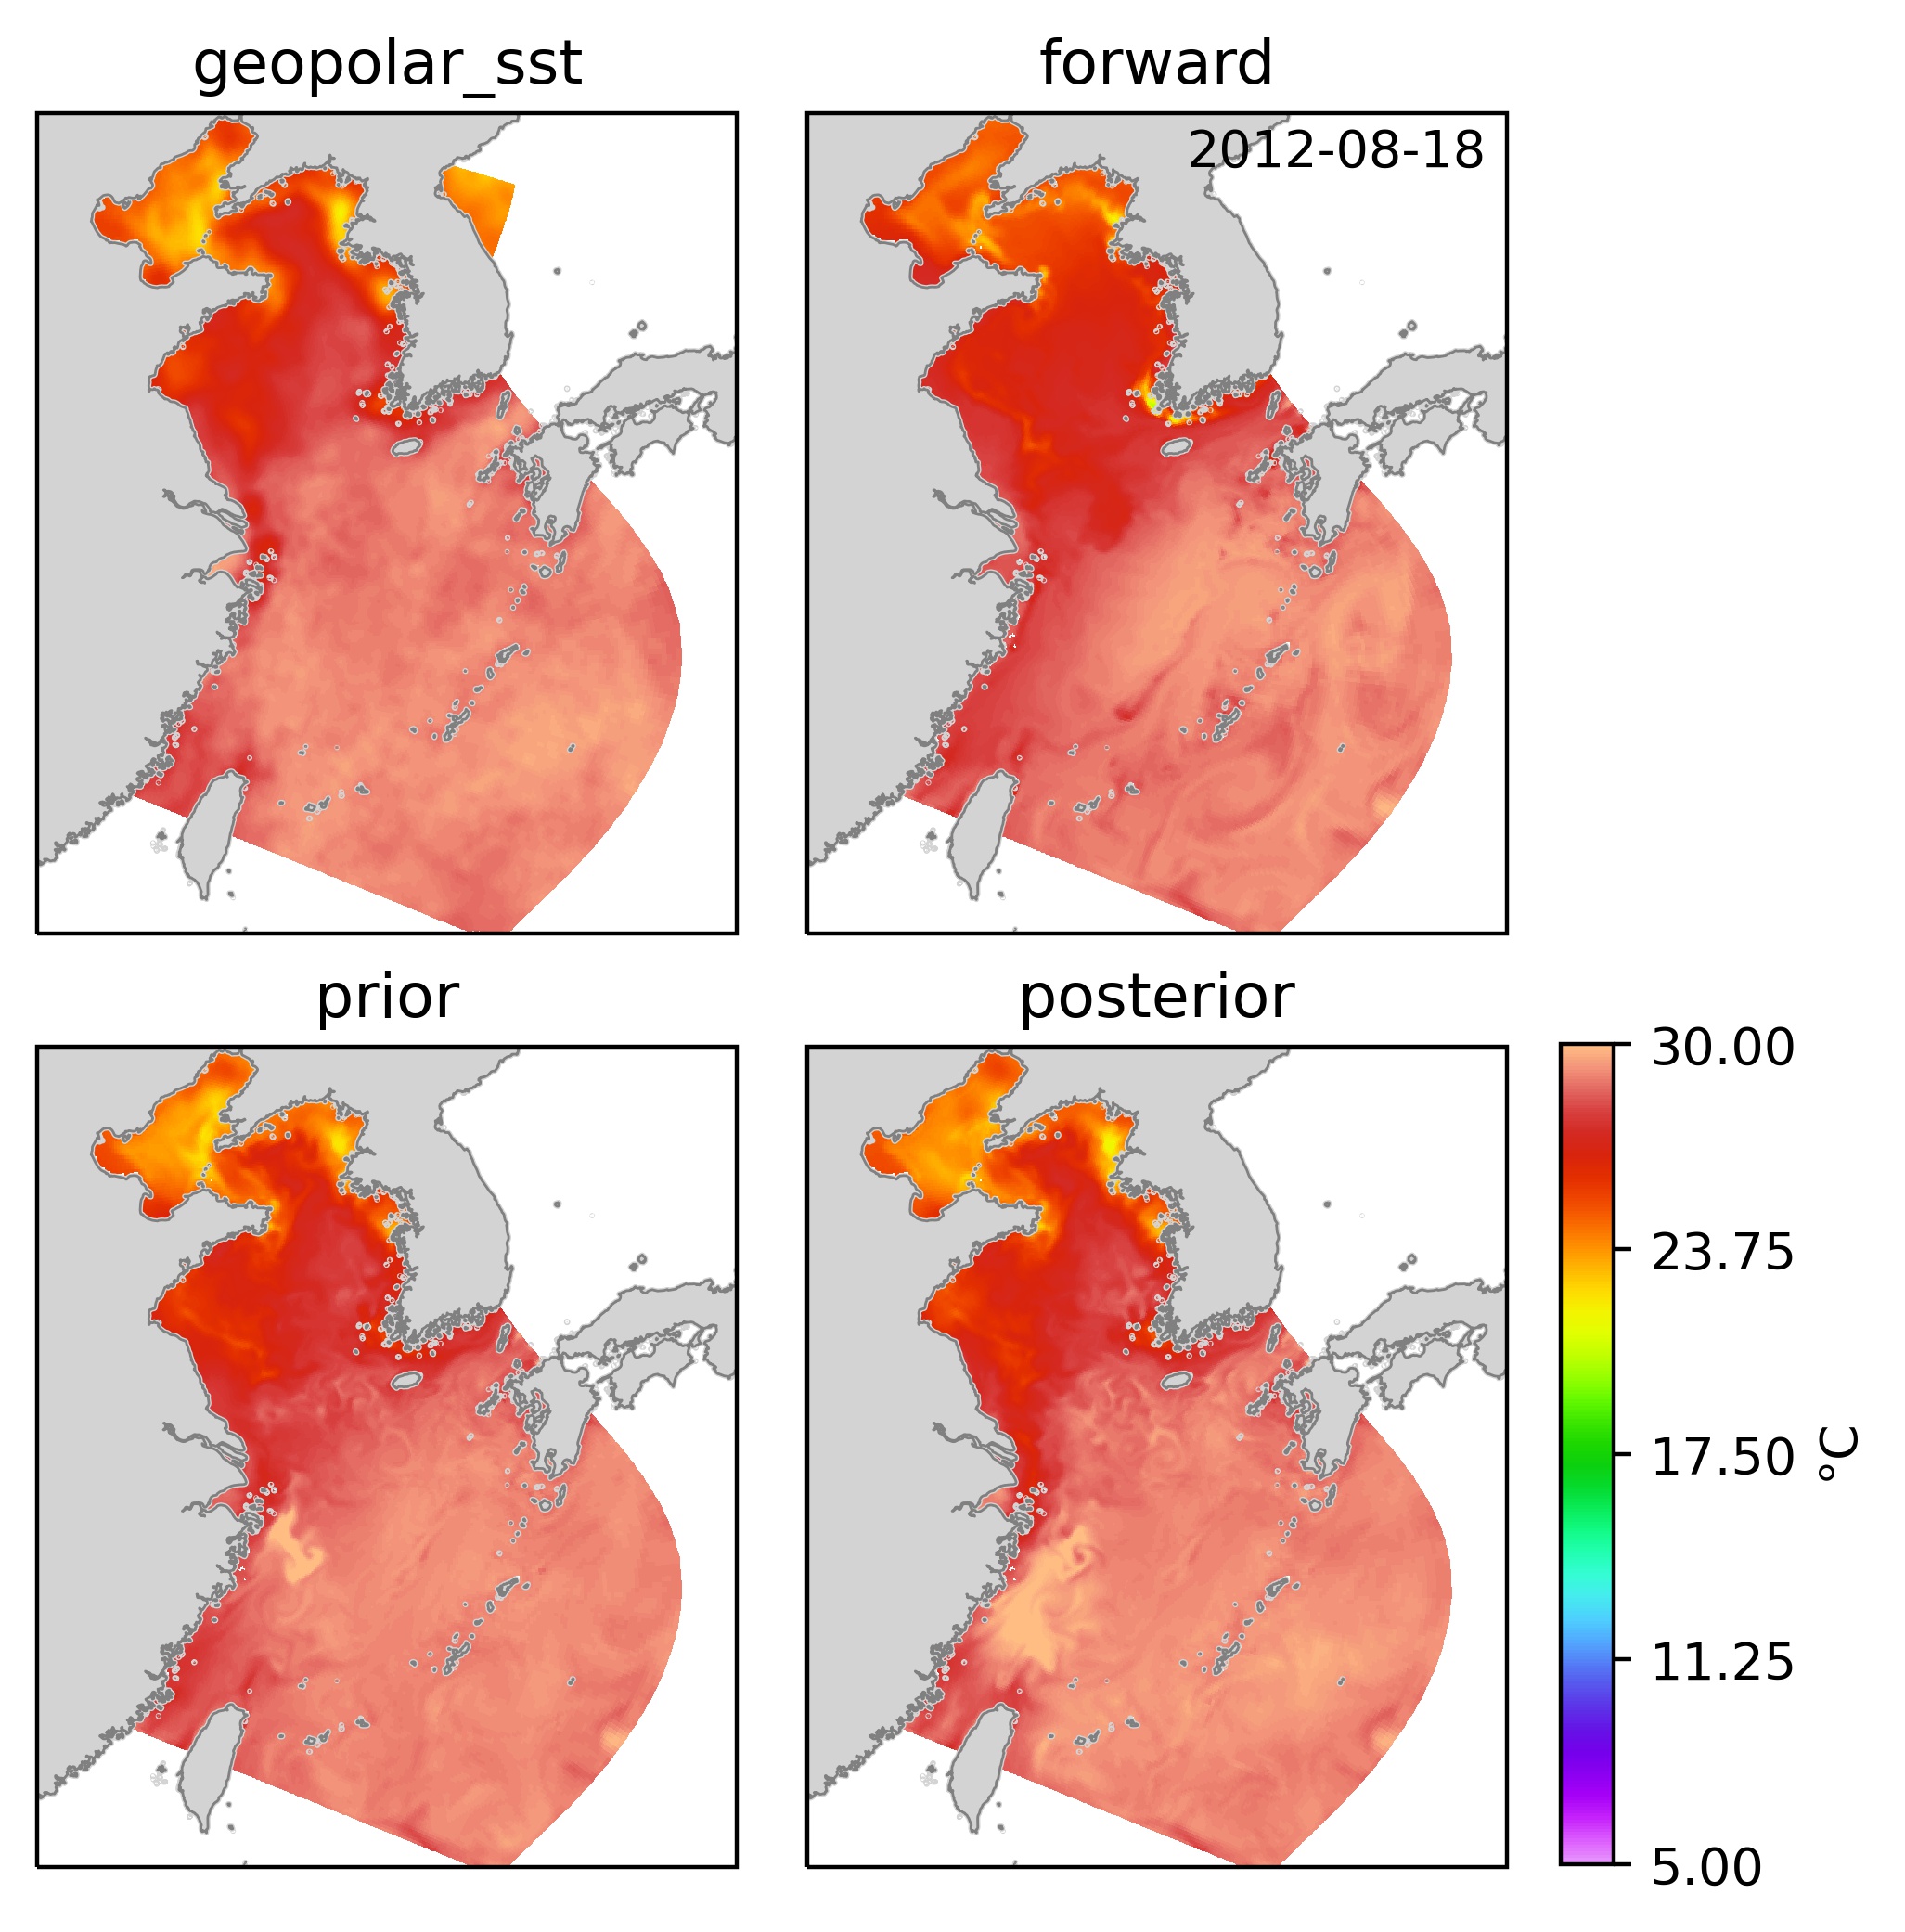 geopolar_sst
forward
2012-08-18
prior
posterior
30.00
23.75
17.50
11.25
5.00
°C